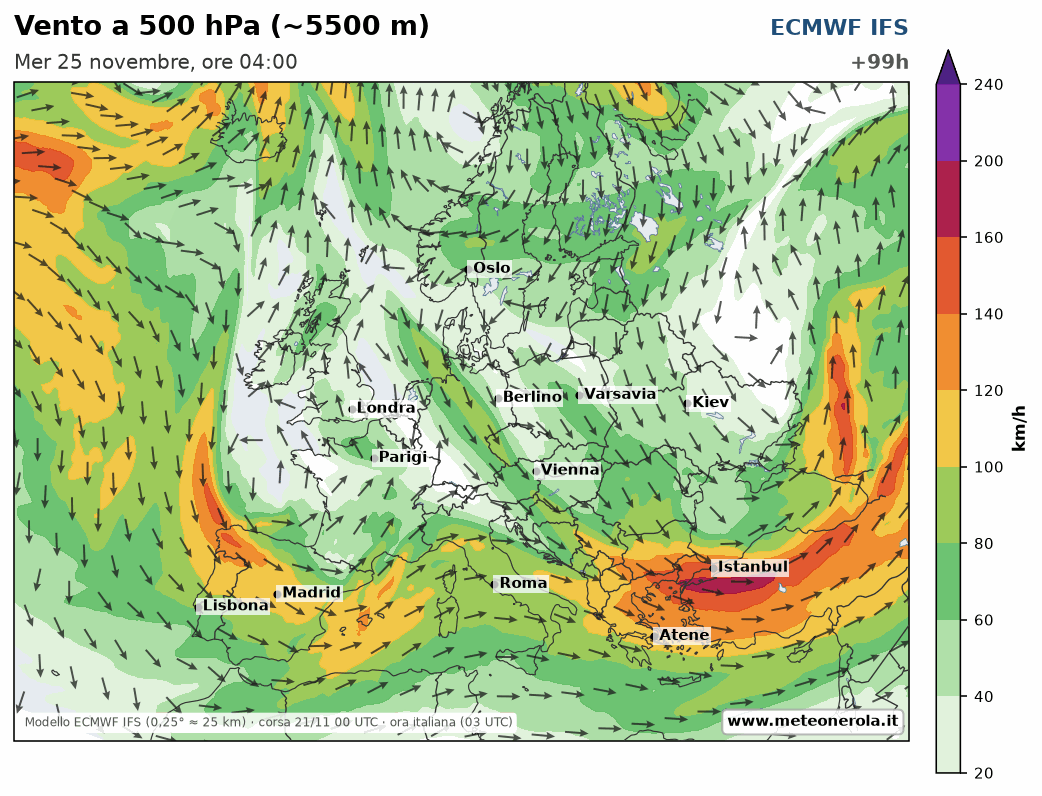 Vento a 500 hPa (~5500 m)
ECMWF IFS
Mer 25 novembre, ore 04:00
+99h
240
200
160
140
120
100
80
60
40
20
km/h
Oslo
Berlino
Varsavia
Kiev
Londra
Parigi
Vienna
Istanbul
Roma
Madrid
Lisbona
Atene
Modello ECMWF IFS (0,25° ≈ 25 km) · corsa 21/11 00 UTC · ora italiana (03 UTC)
www.meteonerola.it